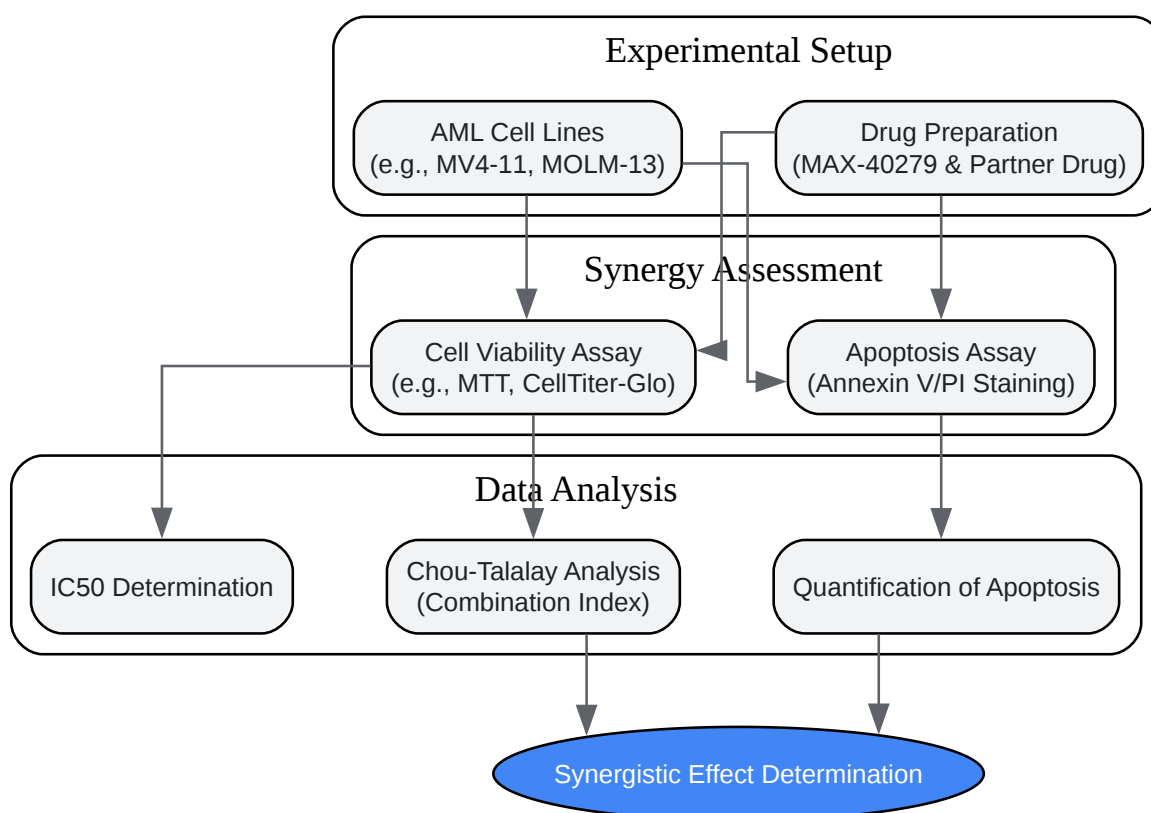 Experimental Setup
AML Cell Lines
(e.g., MV4-11, MOLM-13)
Drug Preparation
(MAX-40279 & Partner Drug)
Synergy Assessment
Cell Viability Assay
(e.g., MTT, CellTiter-Glo)
Apoptosis Assay
(Annexin V/PI Staining)
Data Analysis
IC50 Determination
Chou-Talalay Analysis
(Combination Index)
Quantification of Apoptosis
Synergistic Effect Determination